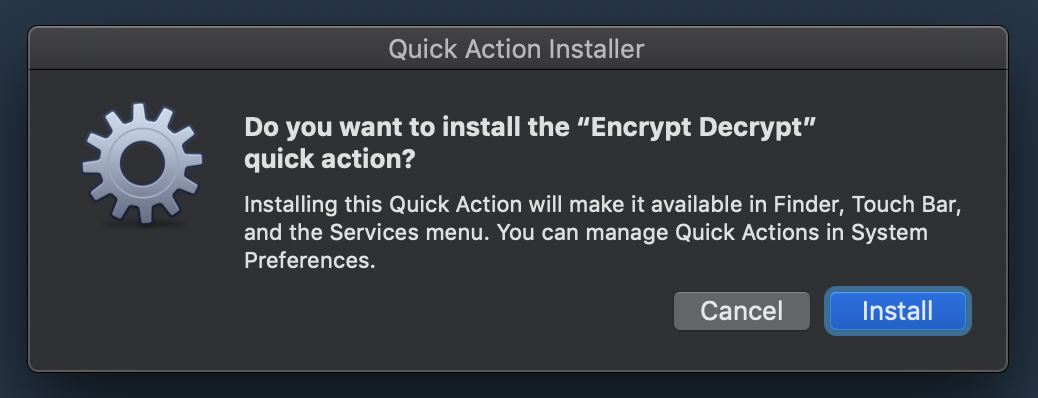 Quick Action Installer
Do you want to install the “Encrypt Decrypt”
quick action?
Installing this Quick Action will make it available in Finder, Touch Bar,
and the Services menu. You can manage Quick Actions in System
Preferences.
Cancel Install